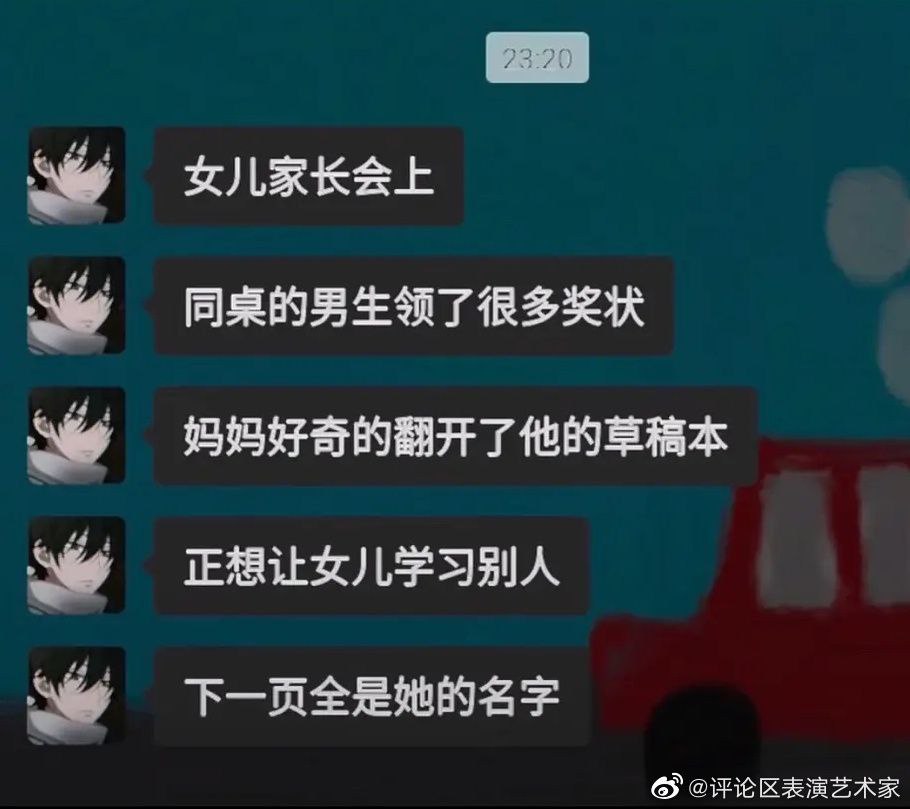 23:20
女儿家长会上
同桌的男生领了很多奖状
妈妈好奇的翻开了他的草稿本
正想让女儿学习别人
下一页全是她的名字
@评论区表演艺术家